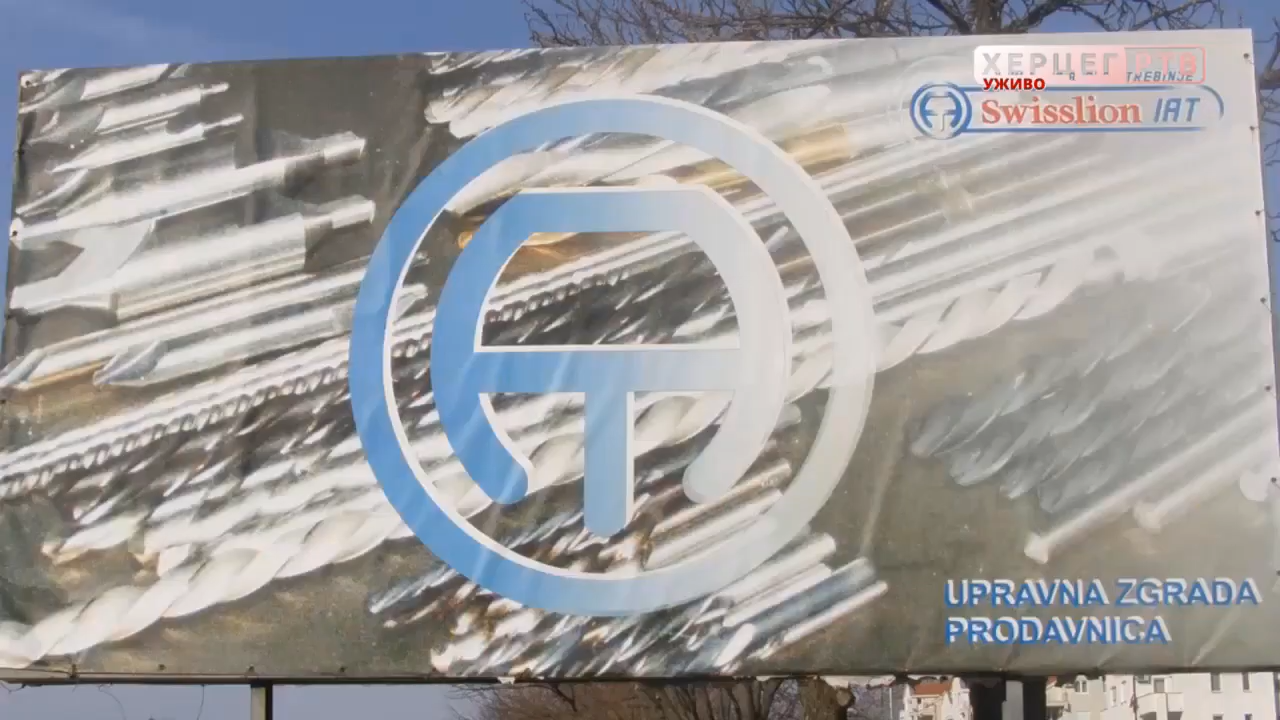 ХЕРЦЕГ РТВ
УЖИВО
TREBINJE
Swisslion IAT
UPRAVNA ZGRADA
PRODAVNICA